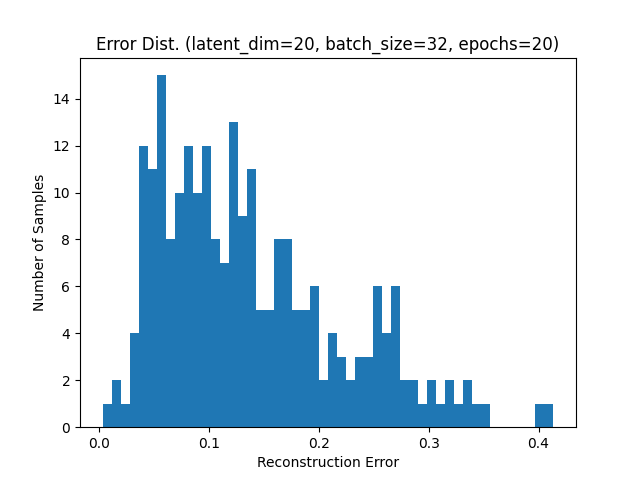 Error Dist. (latent_dim=20, batch_size=32, epochs=20)
14
12
10
8
6
4
2
0
Number of Samples
0.0 0.1 0.2 0.3 0.4
Reconstruction Error